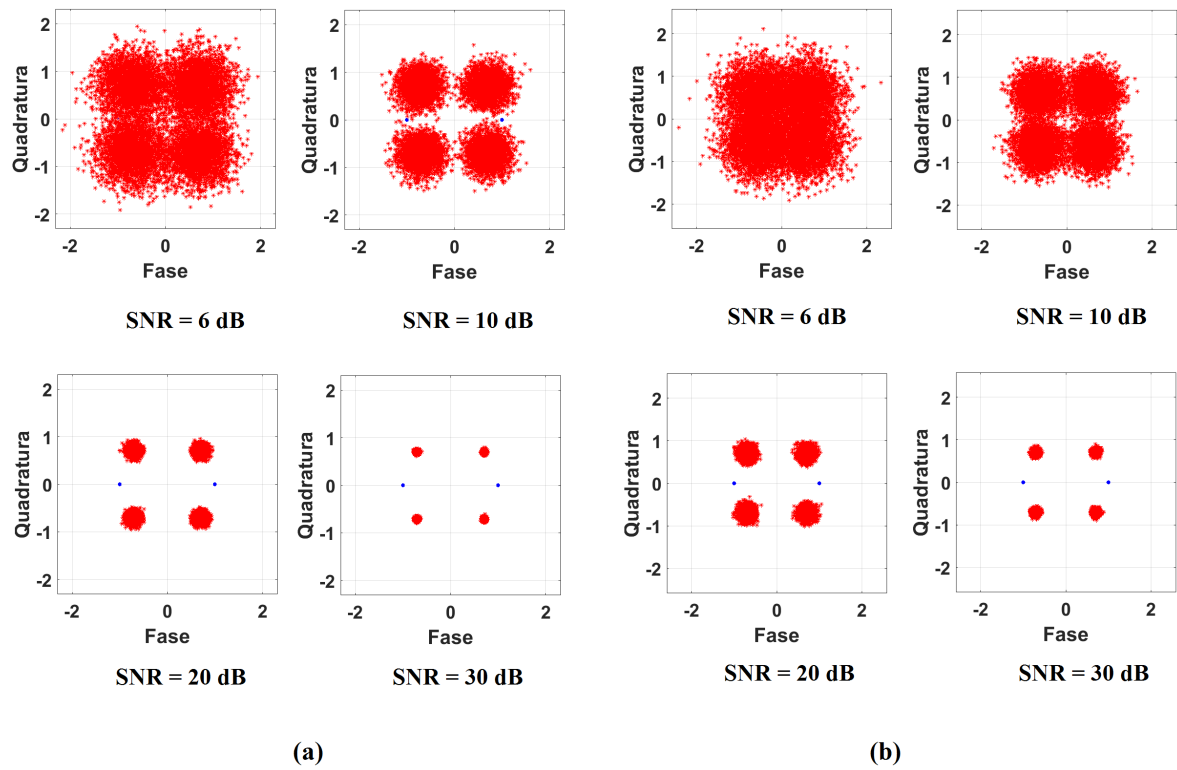 2
1
0
-1
-2
Quadratura
-2
0
2
Fase
SNR = 6 dB
2
1
0
-1
-2
Quadratura
-2
0
2
Fase
SNR = 10 dB
2
1
0
-1
-2
Quadratura
-2
0
2
Fase
SNR = 20 dB
2
1
0
-1
-2
Quadratura
-2
0
2
Fase
SNR = 30 dB
(a)
2
1
0
-1
-2
Quadratura
-2
0
2
Fase
SNR = 6 dB
2
1
0
-1
-2
Quadratura
-2
0
2
Fase
SNR = 10 dB
2
1
0
-1
-2
Quadratura
-2
0
2
Fase
SNR = 20 dB
2
1
0
-1
-2
Quadratura
-2
0
2
Fase
SNR = 30 dB
(b)